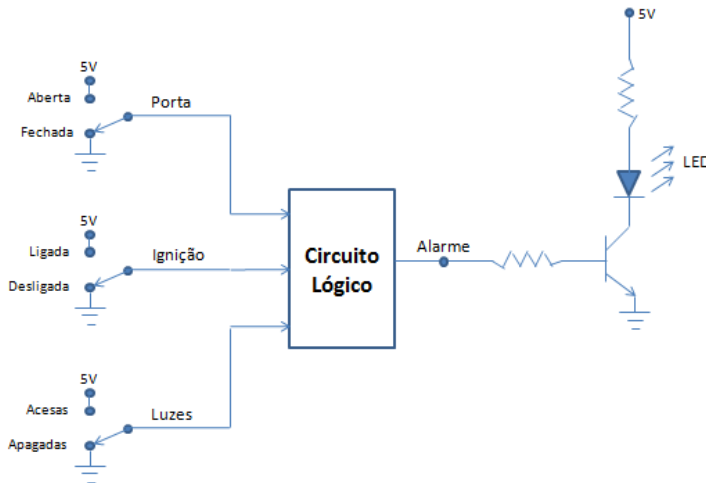 5V
5V
Aberta
Porta
Fechada
LED
5V
Ligada
Ignição
Desligada
Circuito
Lógico
Alarme
5V
Acesas
Luzes
Apagadas